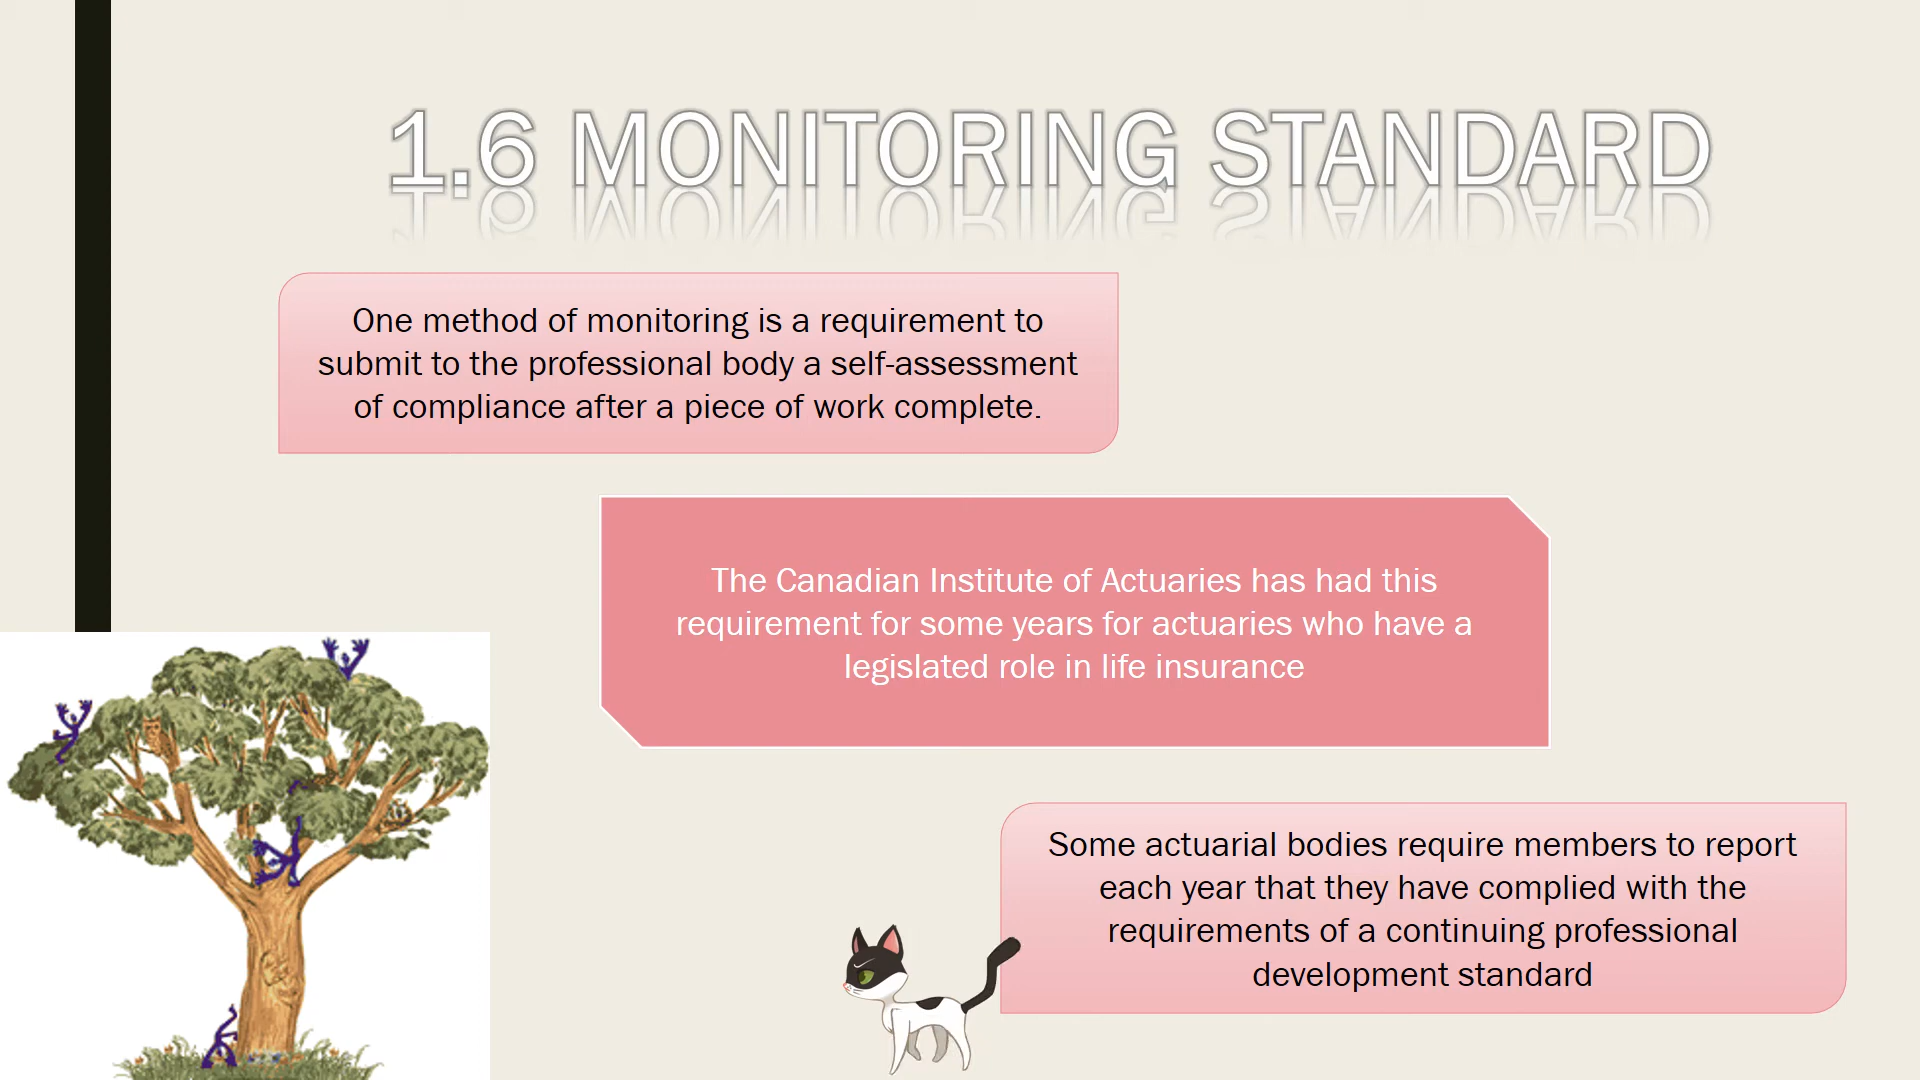 1.6 MONITORING STANDARD
One method of monitoring is a requirement to
submit to the professional body a self-assessment
of compliance after a piece of work complete.
The Canadian Institute of Actuaries has had this
requirement for some years for actuaries who have a
legislated role in life insurance
Some actuarial bodies require members to report
each year that they have complied with the
requirements of a continuing professional
development standard